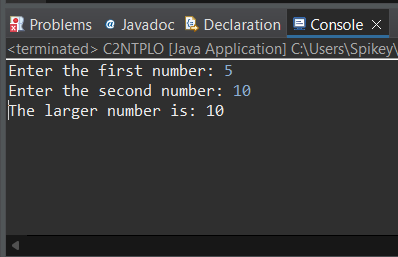 Problems Javadoc Declaration Console
<terminated> C2NTPLO [Java Application] C:\Users\Spikey\
Enter the first number: 5
Enter the second number: 10
The larger number is: 10